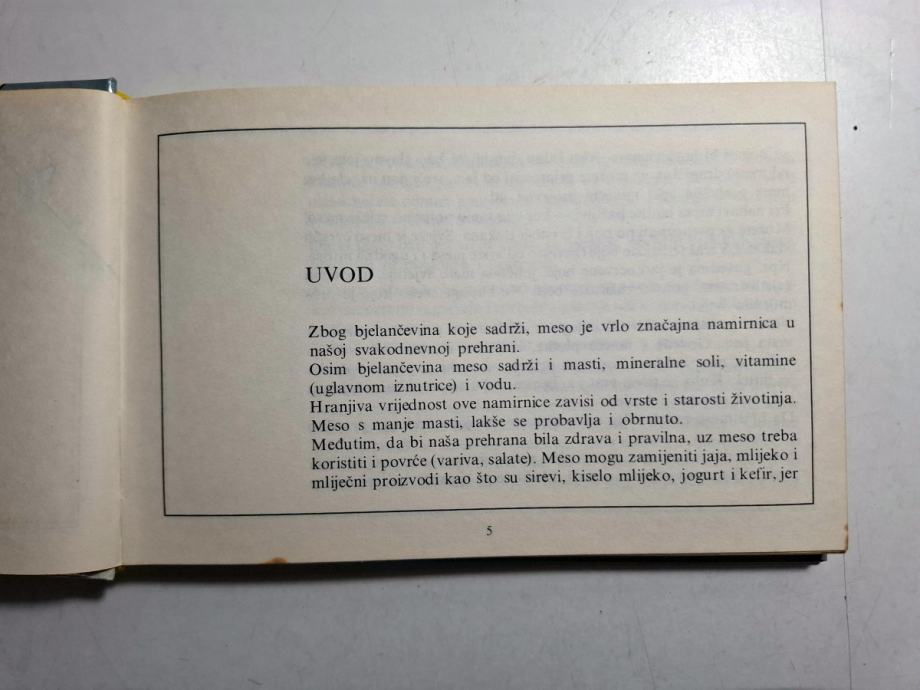 UVOD
Zbog bjelančevina koje sadrži, meso je vrlo značajna namirnica u
našoj svakodnevnoj prehrani.
Osim bjelančevina meso sadrži i masti, mineralne soli, vitamine
(uglavnom iznutrice) i vodu.
Hranjiva vrijednost ove namirnice zavisi od vrste i starosti životinja.
Meso s manje masti, lakše se probavlja i obrnuto.
Međutim, da bi naša prehrana bila zdrava i pravilna, uz meso treba
koristiti i povrće (variva, salate). Meso mogu zamijeniti jaja, mlijeko i
mliječni proizvodi kao što su sirevi, kiselo mlijeko, jogurt i kefir, jer
5